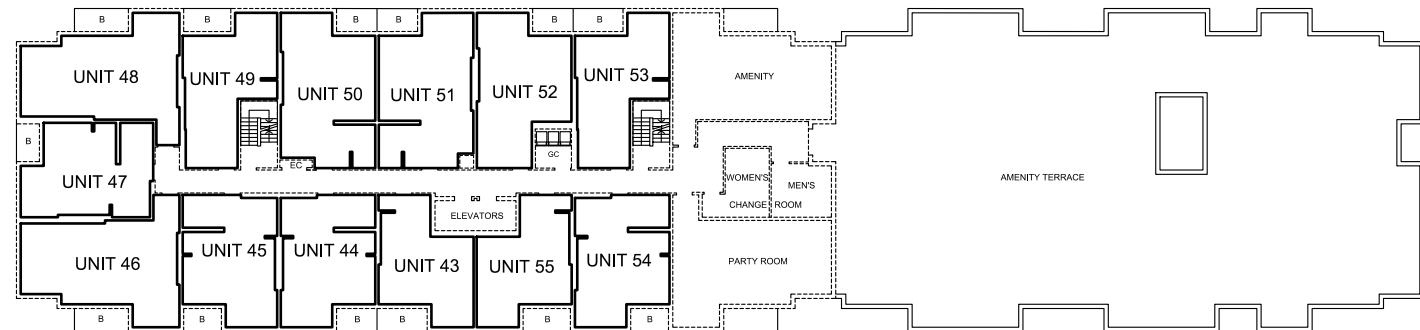 B
B
B
B
B
B
UNIT 48
UNIT 49
UNIT 50
UNIT 51
UNIT 52
UNIT 53
AMENITY
B
GC
EC
UNIT 47
WOMEN'S
MEN'S
CHANGE ROOM
AMENITY TERRACE
ELEVATORS
UNIT 46
UNIT 45
UNIT 44
UNIT 43
UNIT 55
UNIT 54
PARTY ROOM
B
B
B
B
B
B